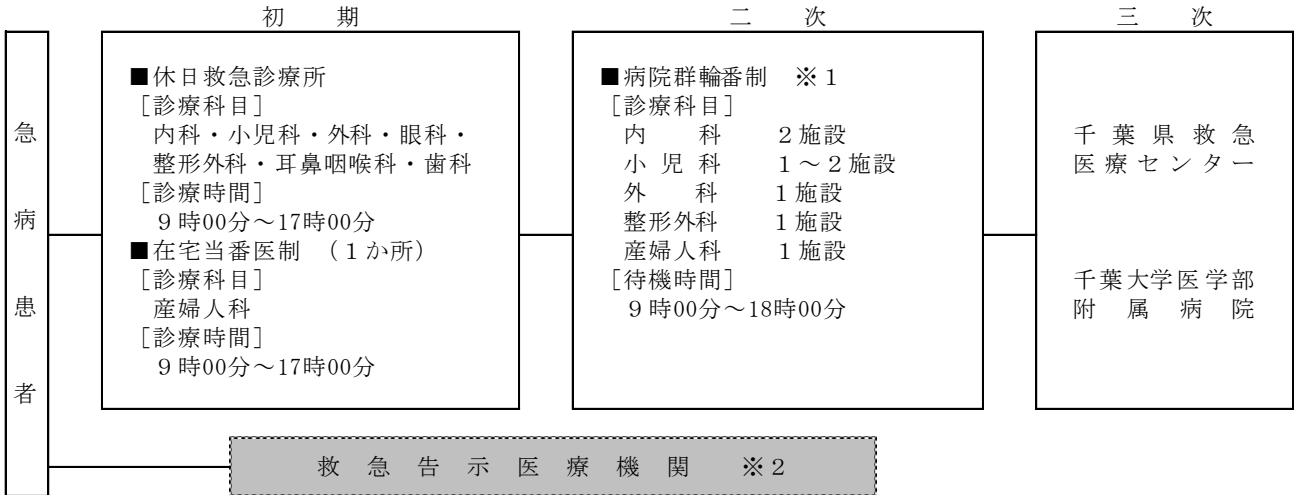 初期
二次
三次
急病患者
■休日救急診療所
[診療科目]
内科・小児科・外科・眼科・
整形外科・耳鼻咽喉科・歯科
[診療時間]
9時00分～17時00分
■在宅当番医制 （1か所）
[診療科目]
産婦人科
[診療時間]
9時00分～17時00分
■病院群輪番制 ※1
[診療科目]
内科 2施設
小児科 1～2施設
外科 1施設
整形外科 1施設
産婦人科 1施設
[待機時間]
9時00分～18時00分
千葉県救急
医療センター
千葉大学医学部
附属病院
救急告示医療機関 ※2